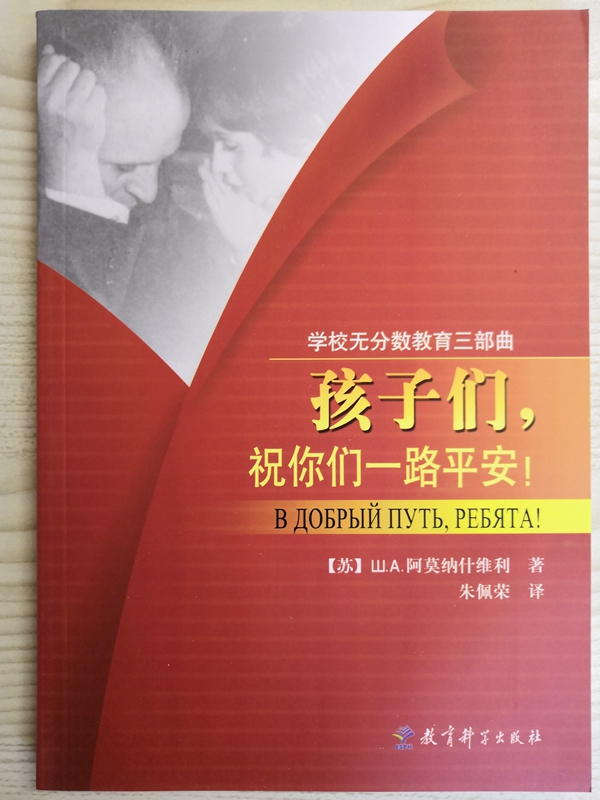 学校无分数教育三部曲
孩子们，
祝你们一路平安！
В ДОБРЫЙ ПУТЬ, РЕБЯТА!
【苏】Ш.А.阿莫纳什维利 著
朱佩荣 译
教育科学出版社